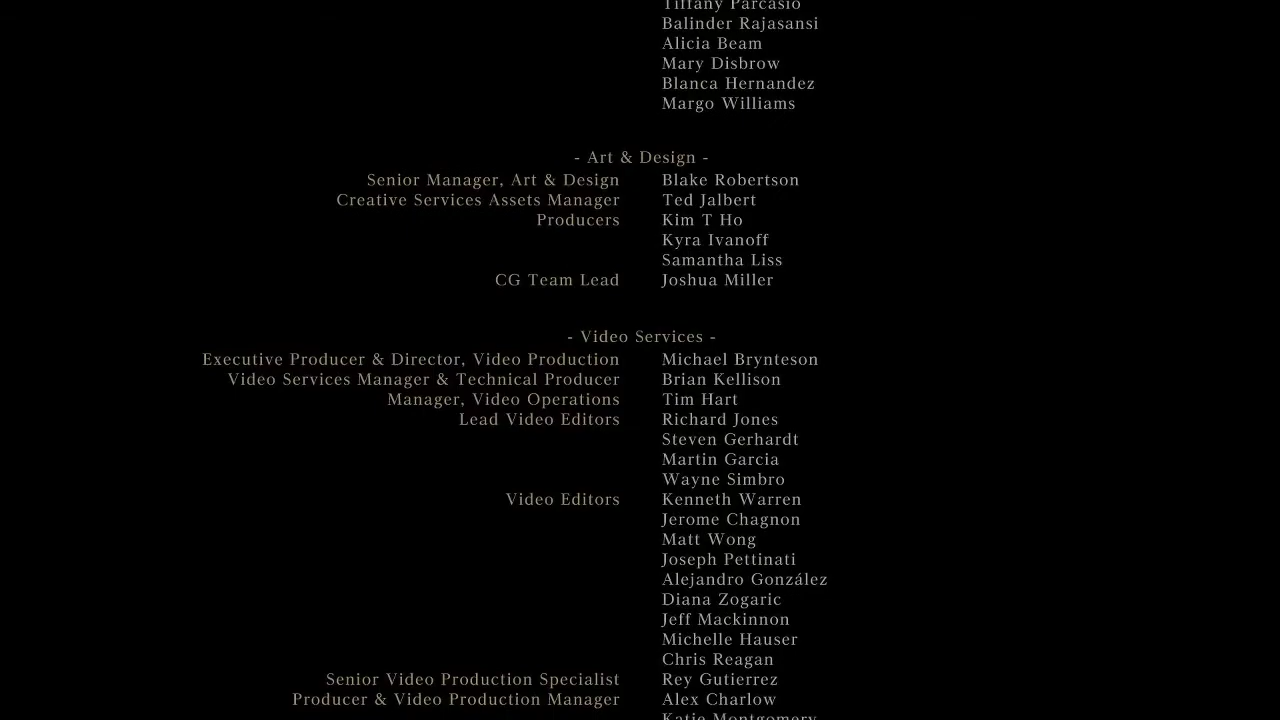 Tiffany Parcasio
Balinder Rajasansi
Alicia Beam
Mary Disbrow
Blanca Hernandez
Margo Williams
- Art & Design -
Senior Manager, Art & Design Blake Robertson
Creative Services Assets Manager Ted Jalbert
Producers Kim T Ho
Kyra Ivanoff
Samantha Liss
CG Team Lead Joshua Miller
- Video Services -
Executive Producer & Director, Video Production Michael Brynteson
Video Services Manager & Technical Producer Brian Kellison
Manager, Video Operations Tim Hart
Lead Video Editors Richard Jones
Steven Gerhardt
Martin Garcia
Wayne Simbro
Video Editors Kenneth Warren
Jerome Chagnon
Matt Wong
Joseph Pettinati
Alejandro González
Diana Zogaric
Jeff Mackinnon
Michelle Hauser
Chris Reagan
Senior Video Production Specialist Rey Gutierrez
Producer & Video Production Manager Alex Charlow
Katie Montgomery